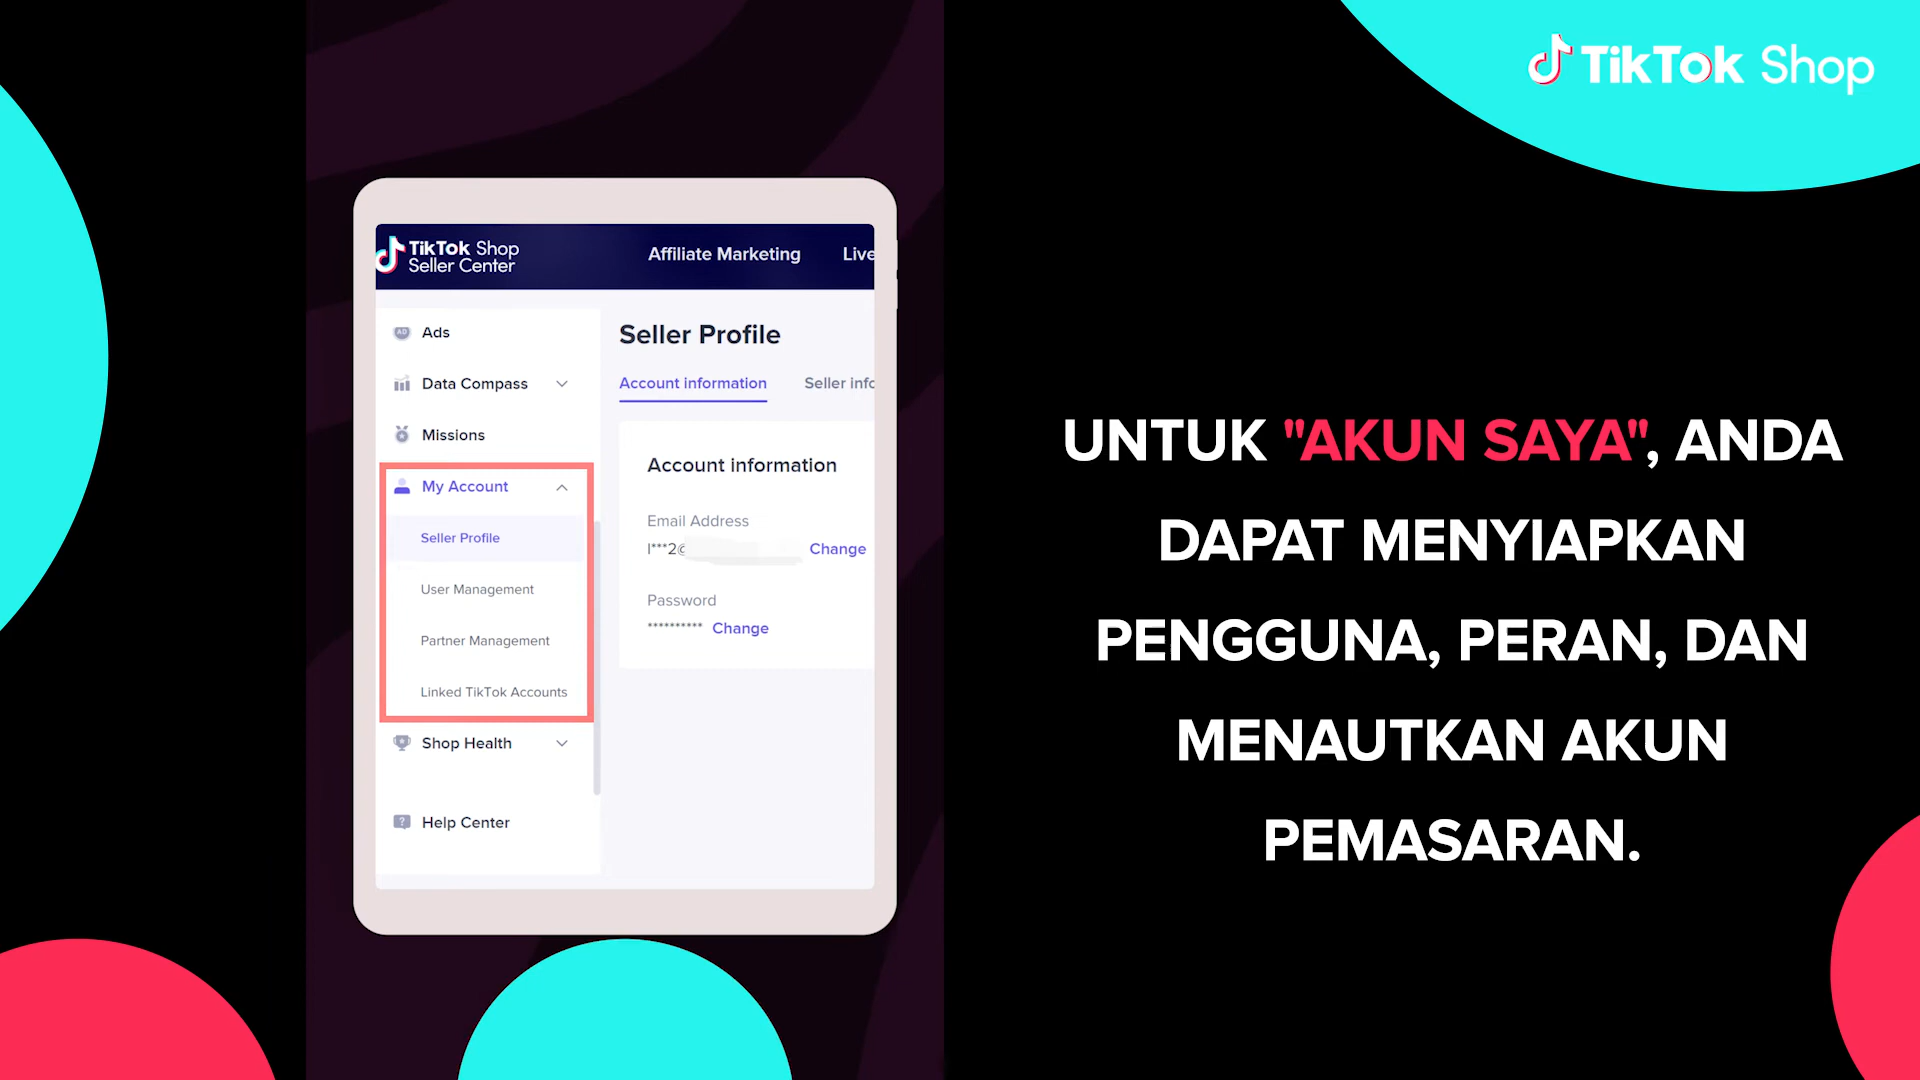 TikTok Shop
TikTok Shop
Seller Center
Affiliate Marketing
Live
Ads
Data Compass
Missions
My Account
Seller Profile
User Management
Partner Management
Linked TikTok Accounts
Shop Health
Help Center
Seller Profile
Account information
Seller info
Account information
Email Address
l***2@
Change
Password
**********
Change
UNTUK "AKUN SAYA", ANDA
DAPAT MENYIAPKAN
PENGGUNA, PERAN, DAN
MENAUTKAN AKUN
PEMASARAN.